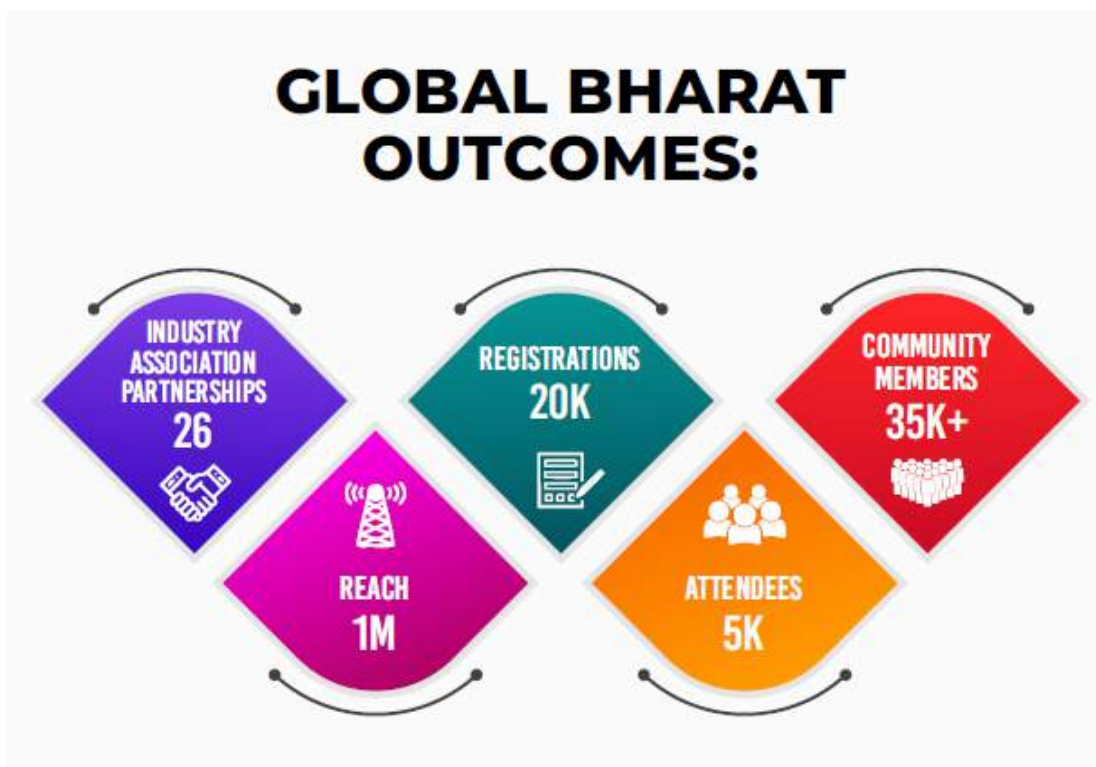 GLOBAL BHARAT
OUTCOMES:
INDUSTRY
ASSOCIATION
PARTNERSHIPS
26
REACH
1M
REGISTRATIONS
20K
ATTENDEES
5K
COMMUNITY
MEMBERS
35K+